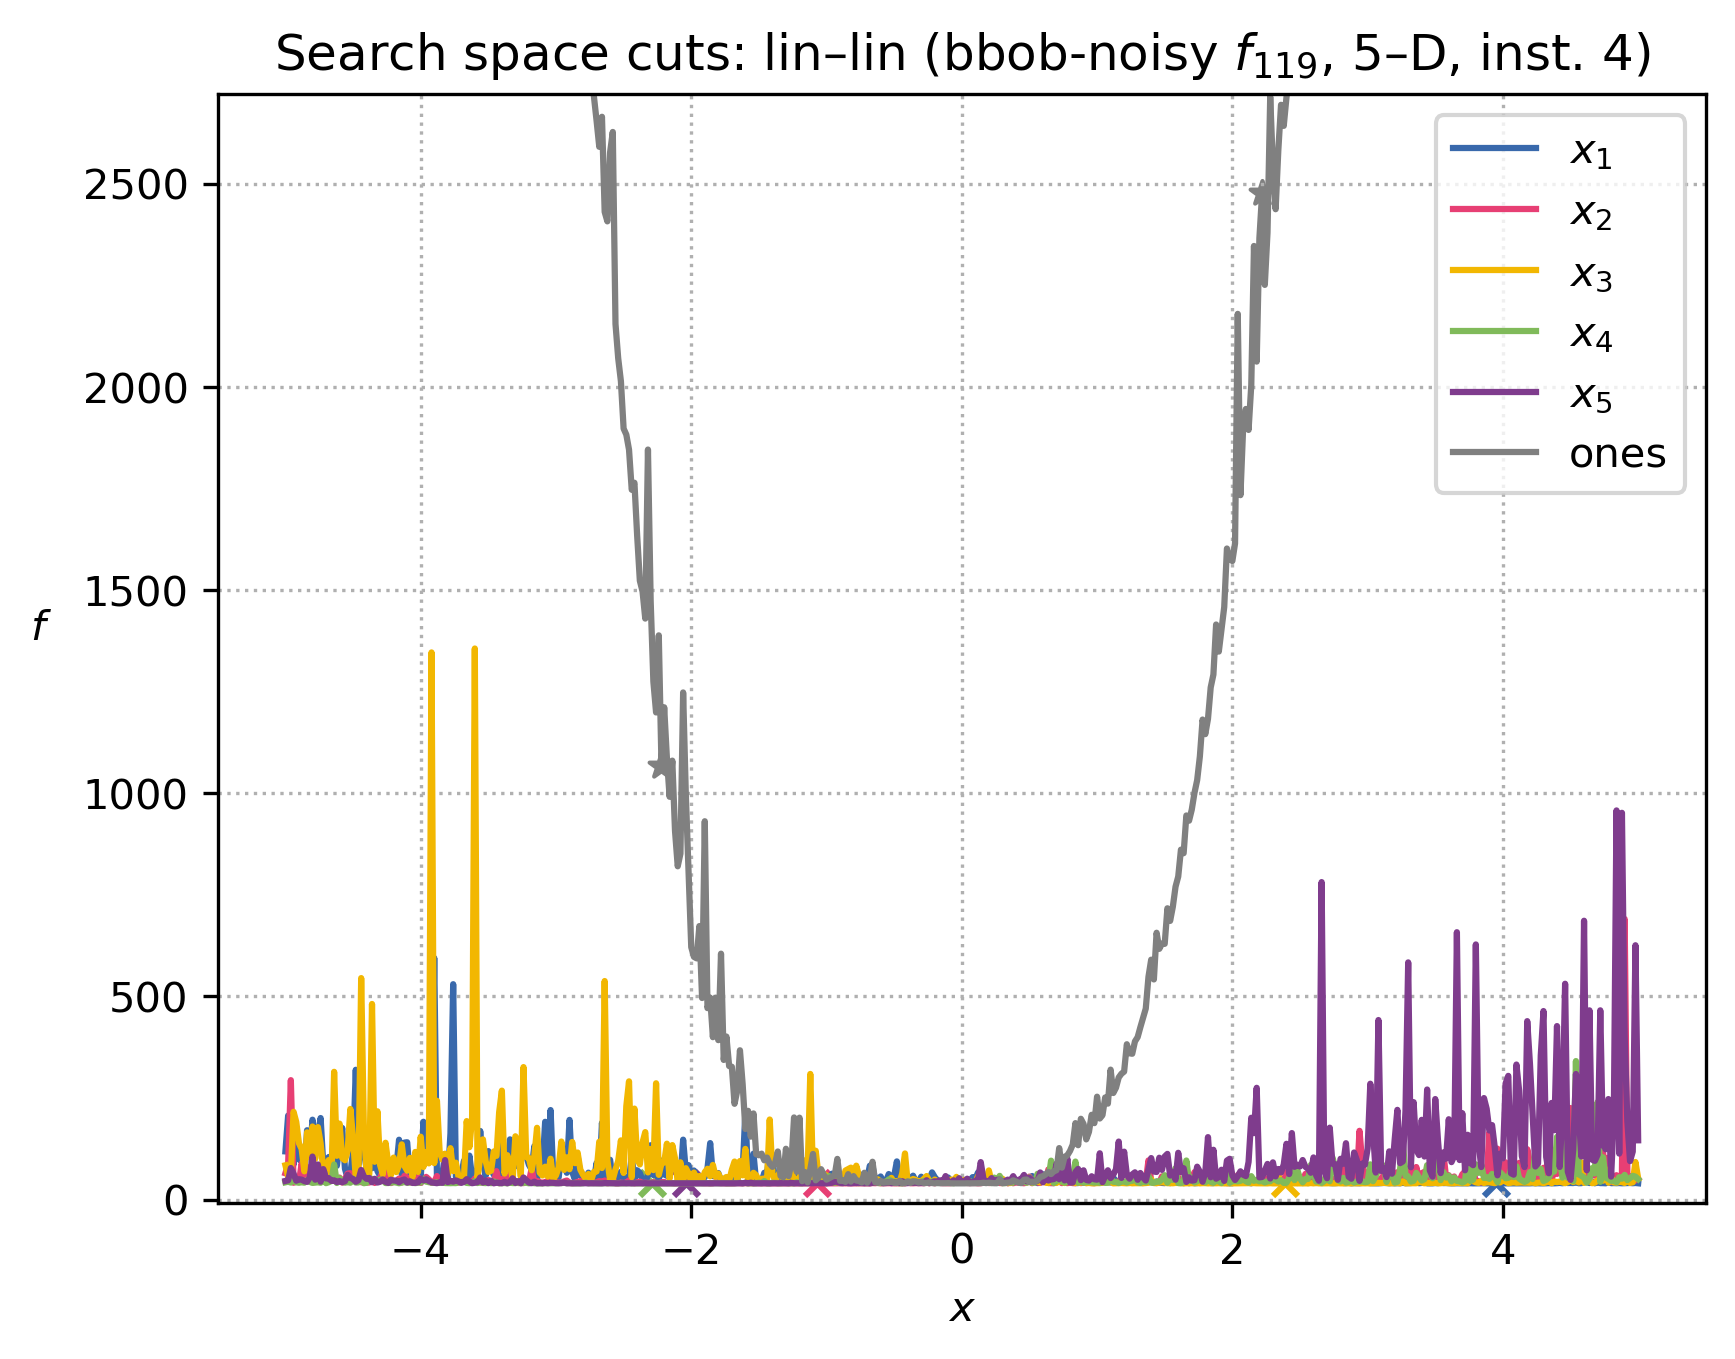 Search space cuts: lin–lin (bbob-noisy f₁₁₉, 5–D, inst. 4)
x₁
x₂
x₃
x₄
x₅
ones
2500
2000
1500
1000
500
0
f
−4 −2 0 2 4
x